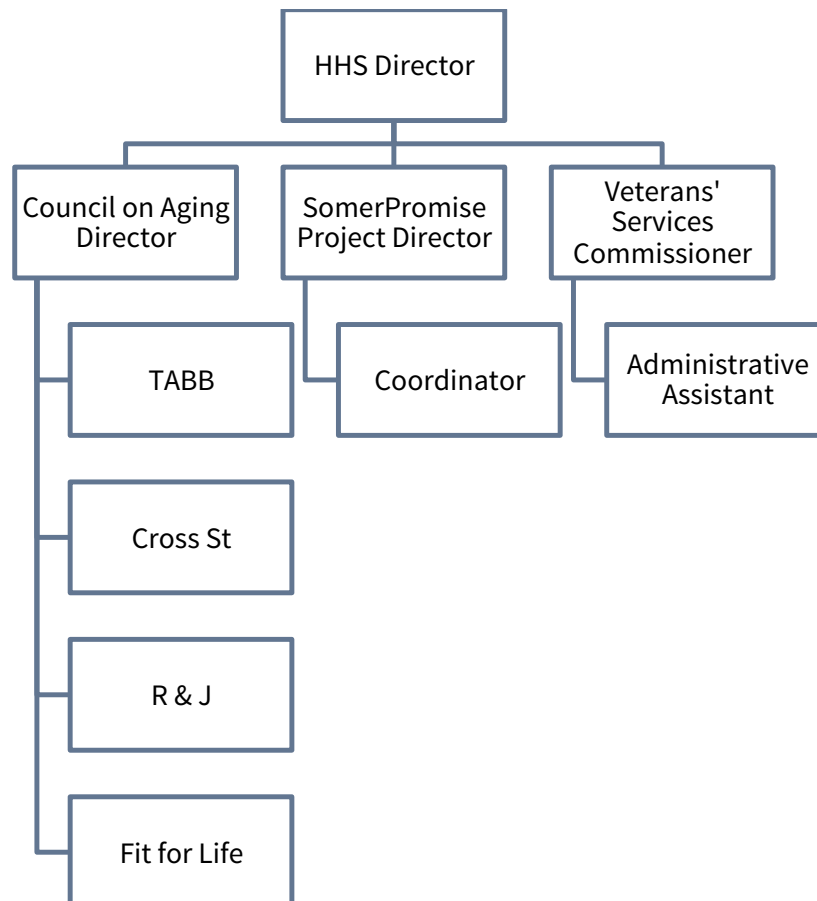 HHS Director
Council on Aging
Director
SomerPromise
Project Director
Veterans'
Services
Commissioner
TABB
Coordinator
Administrative
Assistant
Cross St
R & J
Fit for Life